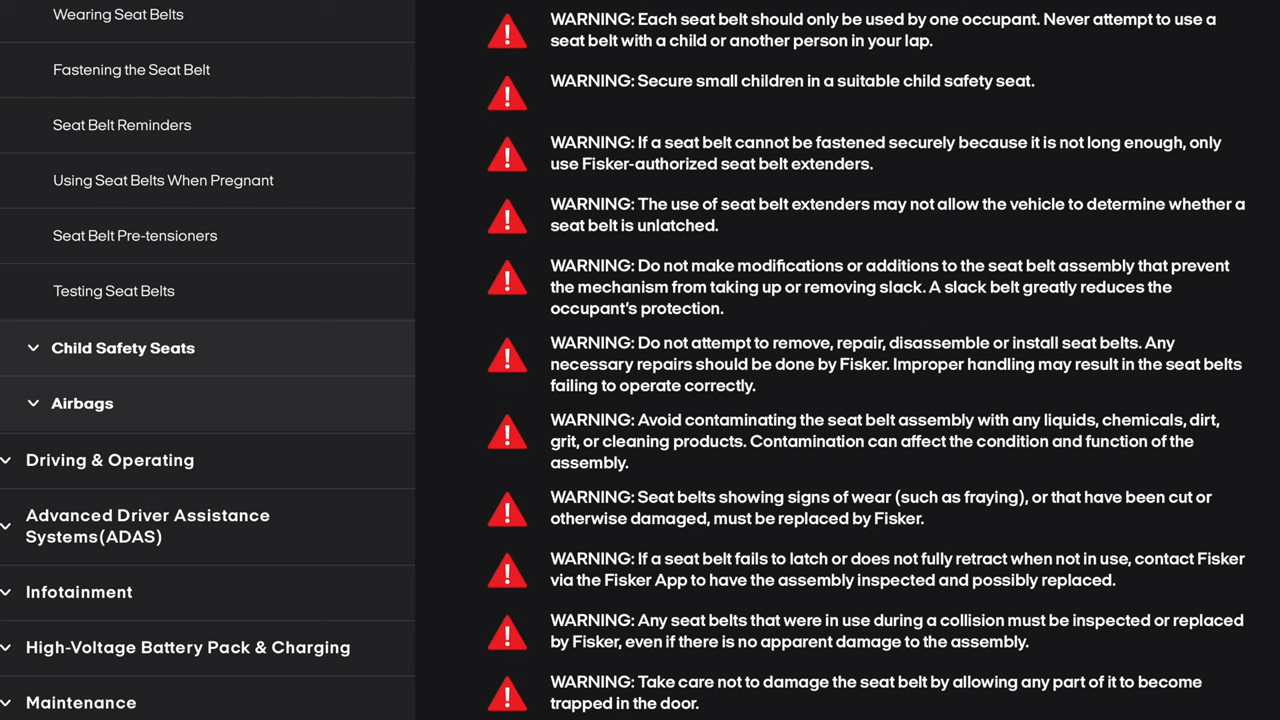 Wearing Seat Belts
Fastening the Seat Belt
Seat Belt Reminders
Using Seat Belts When Pregnant
Seat Belt Pre-tensioners
Testing Seat Belts
Child Safety Seats
Airbags
Driving & Operating
Advanced Driver Assistance
Systems(ADAS)
Infotainment
High-Voltage Battery Pack & Charging
Maintenance
WARNING: Each seat belt should only be used by one occupant. Never attempt to use a
seat belt with a child or another person in your lap.
WARNING: Secure small children in a suitable child safety seat.
WARNING: If a seat belt cannot be fastened securely because it is not long enough, only
use Fisker-authorized seat belt extenders.
WARNING: The use of seat belt extenders may not allow the vehicle to determine whether a
seat belt is unlatched.
WARNING: Do not make modifications or additions to the seat belt assembly that prevent
the mechanism from taking up or removing slack. A slack belt greatly reduces the
occupant's protection.
WARNING: Do not attempt to remove, repair, disassemble or install seat belts. Any
necessary repairs should be done by Fisker. Improper handling may result in the seat belts
failing to operate correctly.
WARNING: Avoid contaminating the seat belt assembly with any liquids, chemicals, dirt,
grit, or cleaning products. Contamination can affect the condition and function of the
assembly.
WARNING: Seat belts showing signs of wear (such as fraying), or that have been cut or
otherwise damaged, must be replaced by Fisker.
WARNING: If a seat belt fails to latch or does not fully retract when not in use, contact Fisker
via the Fisker App to have the assembly inspected and possibly replaced.
WARNING: Any seat belts that were in use during a collision must be inspected or replaced
by Fisker, even if there is no apparent damage to the assembly.
WARNING: Take care not to damage the seat belt by allowing any part of it to become
trapped in the door.